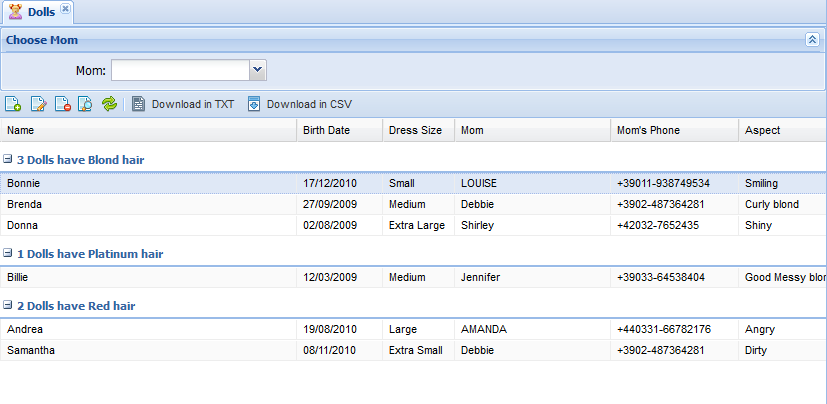 Dolls
Choose Mom
Mom:
Download in TXT Download in CSV
Name Birth Date Dress Size Mom Mom's Phone Aspect
3 Dolls have Blond hair
Bonnie 17/12/2010 Small LOUISE +39011-938749534 Smiling
Brenda 27/09/2009 Medium Debbie +3902-487364281 Curly blond
Donna 02/08/2009 Extra Large Shirley +42032-7652435 Shiny
1 Dolls have Platinum hair
Billie 12/03/2009 Medium Jennifer +39033-64538404 Good Messy blon
2 Dolls have Red hair
Andrea 19/08/2010 Large AMANDA +440331-66782176 Angry
Samantha 08/11/2010 Extra Small Debbie +3902-487364281 Dirty